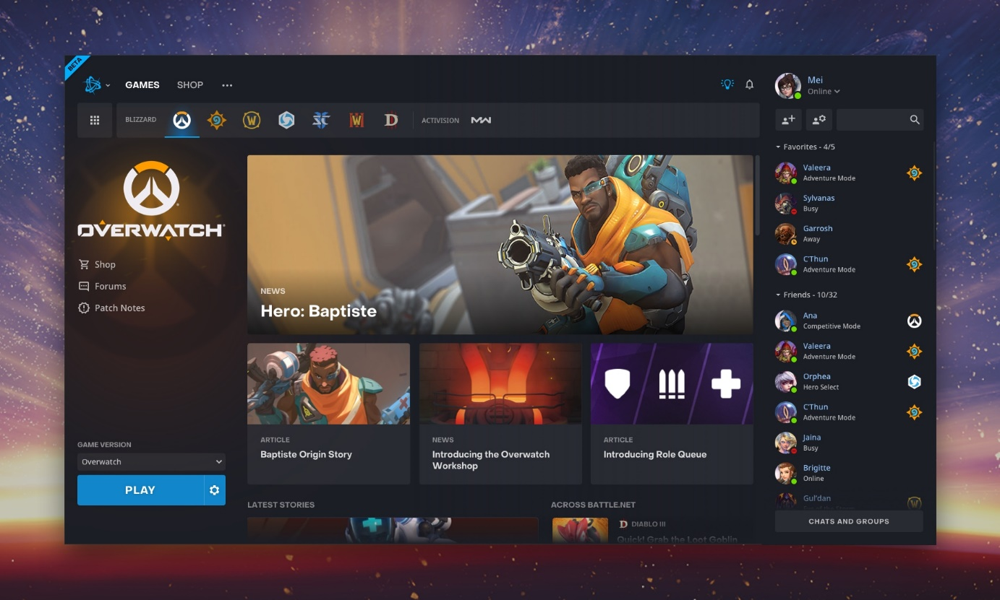 BETA
GAMES
SHOP
BLIZZARD
ACTIVISION
MW
OVERWATCH
Shop
Forums
Patch Notes
GAME VERSION
Overwatch
PLAY
NEWS
Hero: Baptiste
ARTICLE
Baptiste Origin Story
NEWS
Introducing the Overwatch
Workshop
ARTICLE
Introducing Role Queue
LATEST STORIES
ACROSS BATTLE.NET
DIABLO III
Quick! Grab the Loot Goblin
Mei
Online
Favorites - 4/5
Valeera
Adventure Mode
Sylvanas
Busy
Garrosh
Away
C'Thun
Adventure Mode
Friends - 10/32
Ana
Competitive Mode
Valeera
Adventure Mode
Orphea
Hero Select
C'Thun
Adventure Mode
Jaina
Busy
Brigitte
Online
Gul'dan
CHATS AND GROUPS